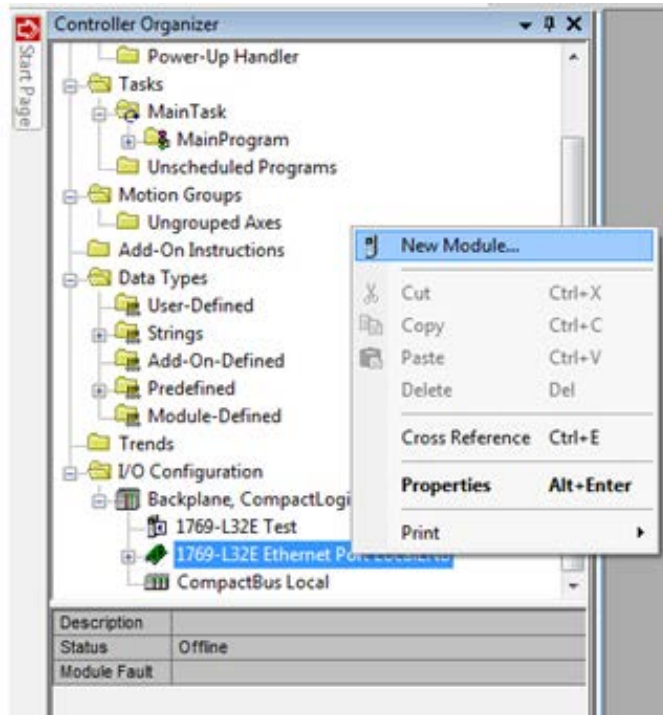 Controller Organizer
Start Page
Power-Up Handler
Tasks
MainTask
MainProgram
Unscheduled Programs
Motion Groups
Ungrouped Axes
Add-On Instructions
Data Types
User-Defined
Strings
Add-On-Defined
Predefined
Module-Defined
Trends
I/O Configuration
Backplane, CompactLogi
1769-L32E Test
1769-L32E Ethernet Port LocalENB
CompactBus Local
New Module...
Cut Ctrl+X
Copy Ctrl+C
Paste Ctrl+V
Delete Del
Cross Reference Ctrl+E
Properties Alt+Enter
Print
Description
Status Offline
Module Fault